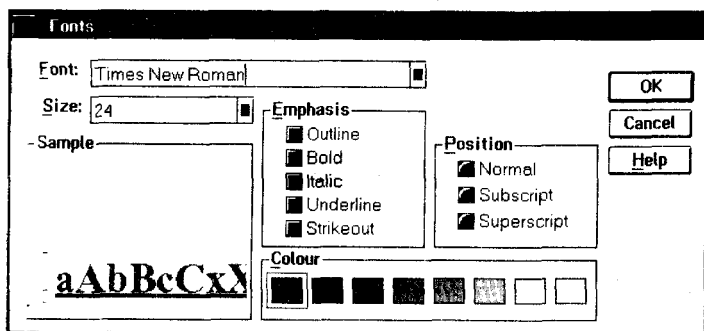 Fonts
Font: Times New Roman
Size: 24
OK
Cancel
Help
Sample
aAbBcCxX
Emphasis
Outline
Bold
Italic
Underline
Strikeout
Position
Normal
Subscript
Superscript
Colour